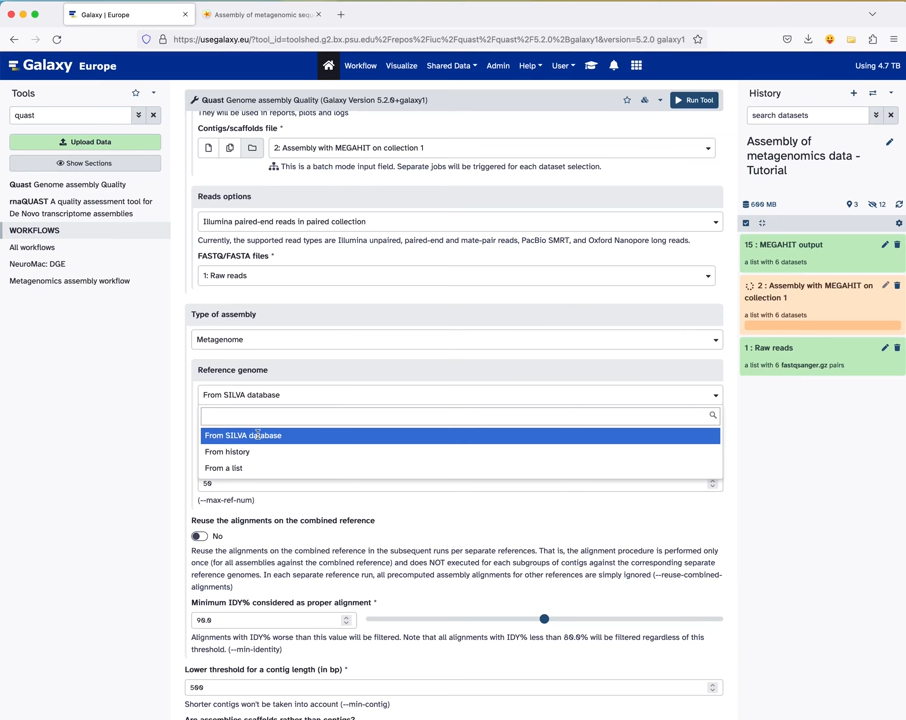 Galaxy | Europe
Assembly of metagenomic seq
https://usegalaxy.eu/?tool_id=toolshed.g2.bx.psu.edu%2Frepos%2Fiuc%2Fquast%2Fquast%2F5.2.0%2Bgalaxy1&version=5.2.0 galaxy1
Galaxy Europe
Workflow
Visualize
Shared Data
Admin
Help
User
Using 4.7 TB
Tools
quast
Upload Data
Show Sections
Quast Genome assembly Quality
rnaQUAST A quality assessment tool for
De Novo transcriptome assemblies
WORKFLOWS
All workflows
NeuroMac: DGE
Metagenomics assembly workflow
Quast Genome assembly Quality (Galaxy Version 5.2.0+galaxy1)
Run Tool
They will be used in reports, plots and logs
Contigs/scaffolds file *
2: Assembly with MEGAHIT on collection 1
This is a batch mode input field. Separate jobs will be triggered for each dataset selection.
Reads options
Illumina paired-end reads in paired collection
Currently, the supported read types are Illumina unpaired, paired-end and mate-pair reads, PacBio SMRT, and Oxford Nanopore long reads.
FASTQ/FASTA files *
1: Raw reads
Type of assembly
Metagenome
Reference genome
From SILVA database
From SILVA database
From history
From a list
50
(--max-ref-num)
Reuse the alignments on the combined reference
No
Reuse the alignments on the combined reference in the subsequent runs per separate references. That is, the alignment procedure is performed only
once (for all assemblies against the combined reference) and does NOT executed for each subgroups of contigs against the corresponding separate
reference genomes. In each separate reference run, all precomputed assembly alignments for other references are simply ignored (--reuse-combined-
alignments)
Minimum IDY% considered as proper alignment *
90.0
Alignments with IDY% worse than this value will be filtered. Note that all alignments with IDY% less than 80.0% will be filtered regardless of this
threshold. (--min-identity)
Lower threshold for a contig length (in bp) *
500
Shorter contigs won't be taken into account (--min-contig)
Are assemblies scaffolds rather than contigs?
History
search datasets
Assembly of
metagenomics data -
Tutorial
600 MB
3
12
15 : MEGAHIT output
a list with 6 datasets
2 : Assembly with MEGAHIT on
collection 1
a list with 6 datasets
1 : Raw reads
a list with 6 fastqsanger.gz pairs